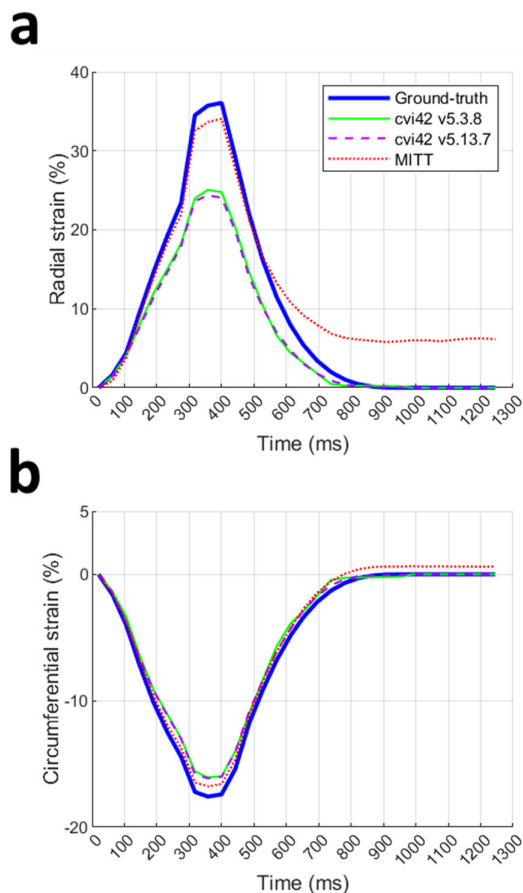 a
40
30
20
10
0
Radial strain (%)
Ground-truth
cvi42 v5.3.8
cvi42 v5.13.7
MITT
0 100 200 300 400 500 600 700 800 900 1000 1100 1200 1300
Time (ms)
b
5
0
-10
-20
Circumferential strain (%)
0 100 200 300 400 500 600 700 800 900 1000 1100 1200 1300
Time (ms)